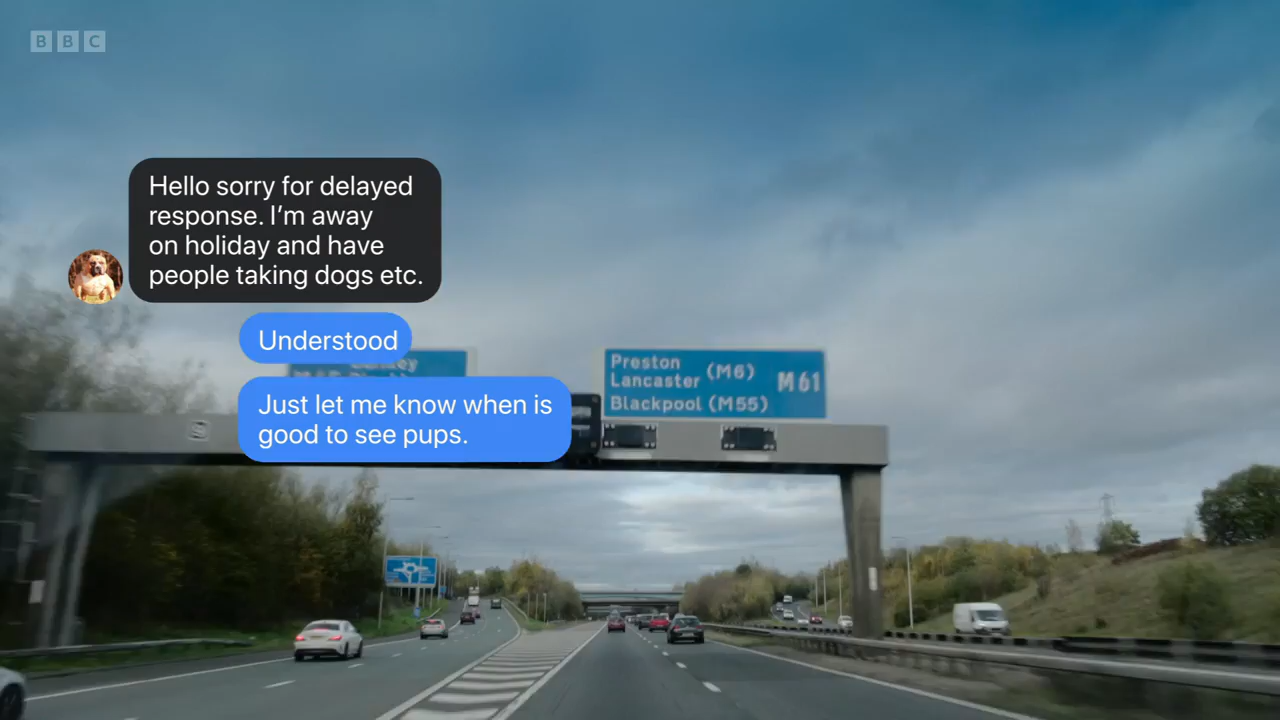 BBC
Hello sorry for delayed
response. I’m away
on holiday and have
people taking dogs etc.
Understood
Just let me know when is
good to see pups.
Preston
Lancaster (M6)
Blackpool (M55)
M61